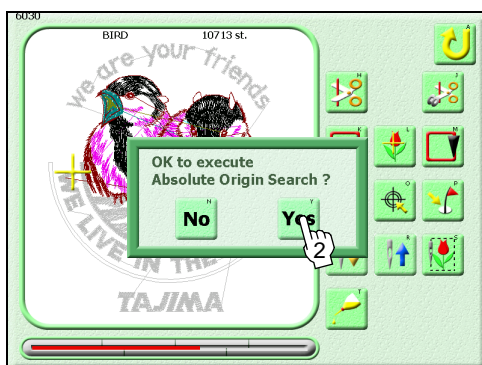 6030
BIRD 10713 st.
we are your friends
OK to execute
Absolute Origin Search ?
N
No
Y
Yes
2
WE LIVE IN THE
TAJIMA
A
H
J
K
L
M
O
P
R
S
T